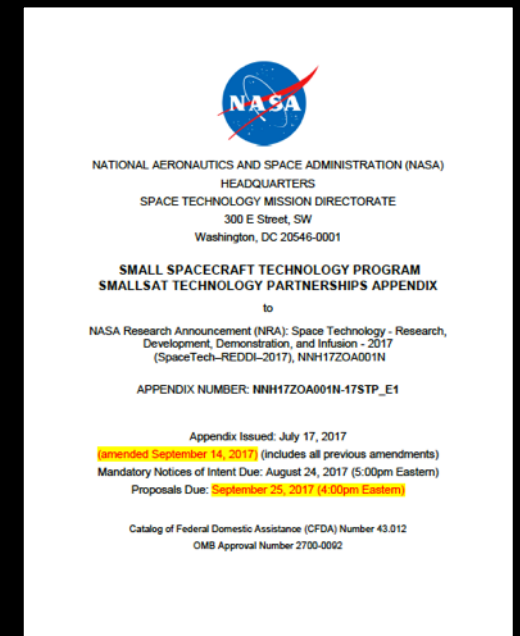 NASA
NATIONAL AERONAUTICS AND SPACE ADMINISTRATION (NASA)
HEADQUARTERS
SPACE TECHNOLOGY MISSION DIRECTORATE
300 E Street, SW
Washington, DC 20546-0001
SMALL SPACECRAFT TECHNOLOGY PROGRAM
SMALLSAT TECHNOLOGY PARTNERSHIPS APPENDIX
to
NASA Research Announcement (NRA): Space Technology - Research,
Development, Demonstration, and Infusion - 2017
(SpaceTech–REDDI–2017), NNH17ZOA001N
APPENDIX NUMBER: NNH17ZOA001N-17STP_E1
Appendix Issued: July 17, 2017
(amended September 14, 2017) (includes all previous amendments)
Mandatory Notices of Intent Due: August 24, 2017 (5:00pm Eastern)
Proposals Due: September 25, 2017 (4:00pm Eastern)
Catalog of Federal Domestic Assistance (CFDA) Number 43.012
OMB Approval Number 2700-0092